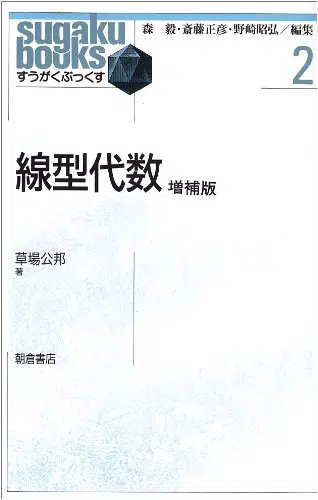 sugaku
books
すうがくぶっくす
森 毅・斎藤正彦・野崎昭弘／編集
2
線型代数 増補版
草場公邦
著
朝倉書店